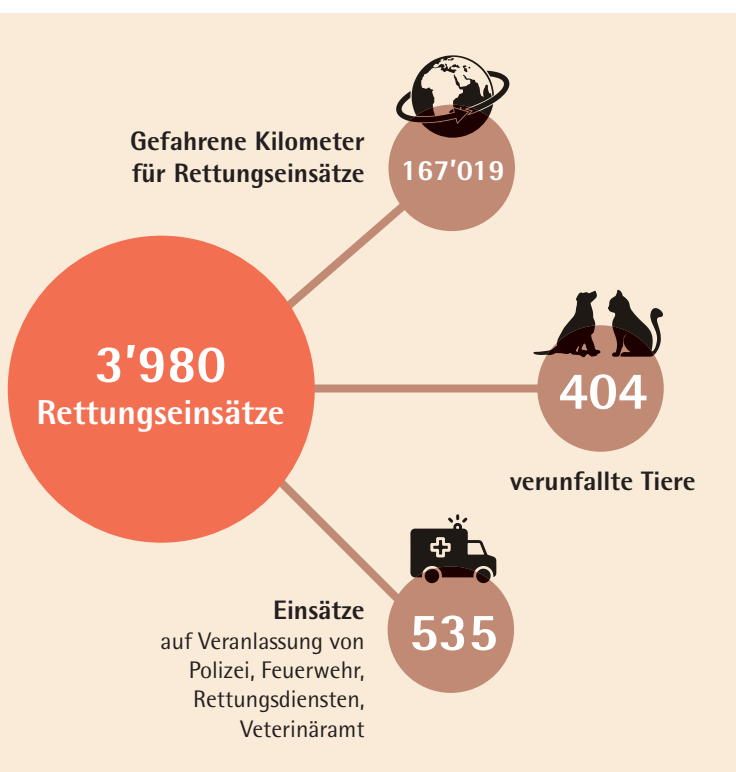 Gefahrene Kilometer
für Rettungseinsätze
167'019
3'980
Rettungseinsätze
404
verunfallte Tiere
535
Einsätze
auf Veranlassung von
Polizei, Feuerwehr,
Rettungsdiensten,
Veterinäramt